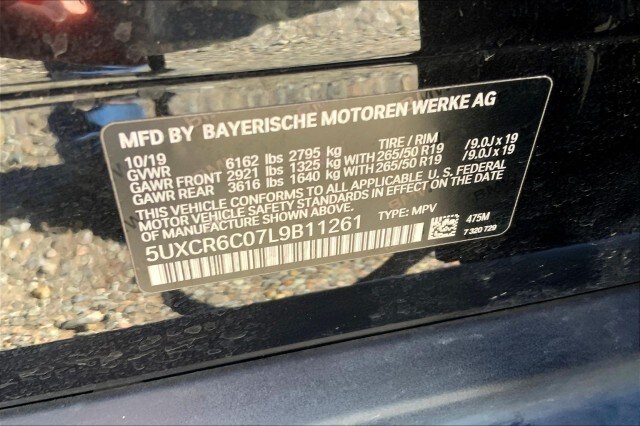 MFD BY BAYERISCHE MOTOREN WERKE AG
10/19
GVWR 6162 lbs 2795 kg TIRE / RIM
GAWR FRONT 2921 lbs 1325 kg WITH 265/50 R19 /9.0J x 19
GAWR REAR 3616 lbs 1640 kg WITH 265/50 R19 /9.0J x 19
THIS VEHICLE CONFORMS TO ALL APPLICABLE U. S. FEDERAL
MOTOR VEHICLE SAFETY STANDARDS IN EFFECT ON THE
DATE OF MANUFACTURE SHOWN ABOVE.
5UXCR6C07L9B11261 TYPE: MPV
475M
7 320 729